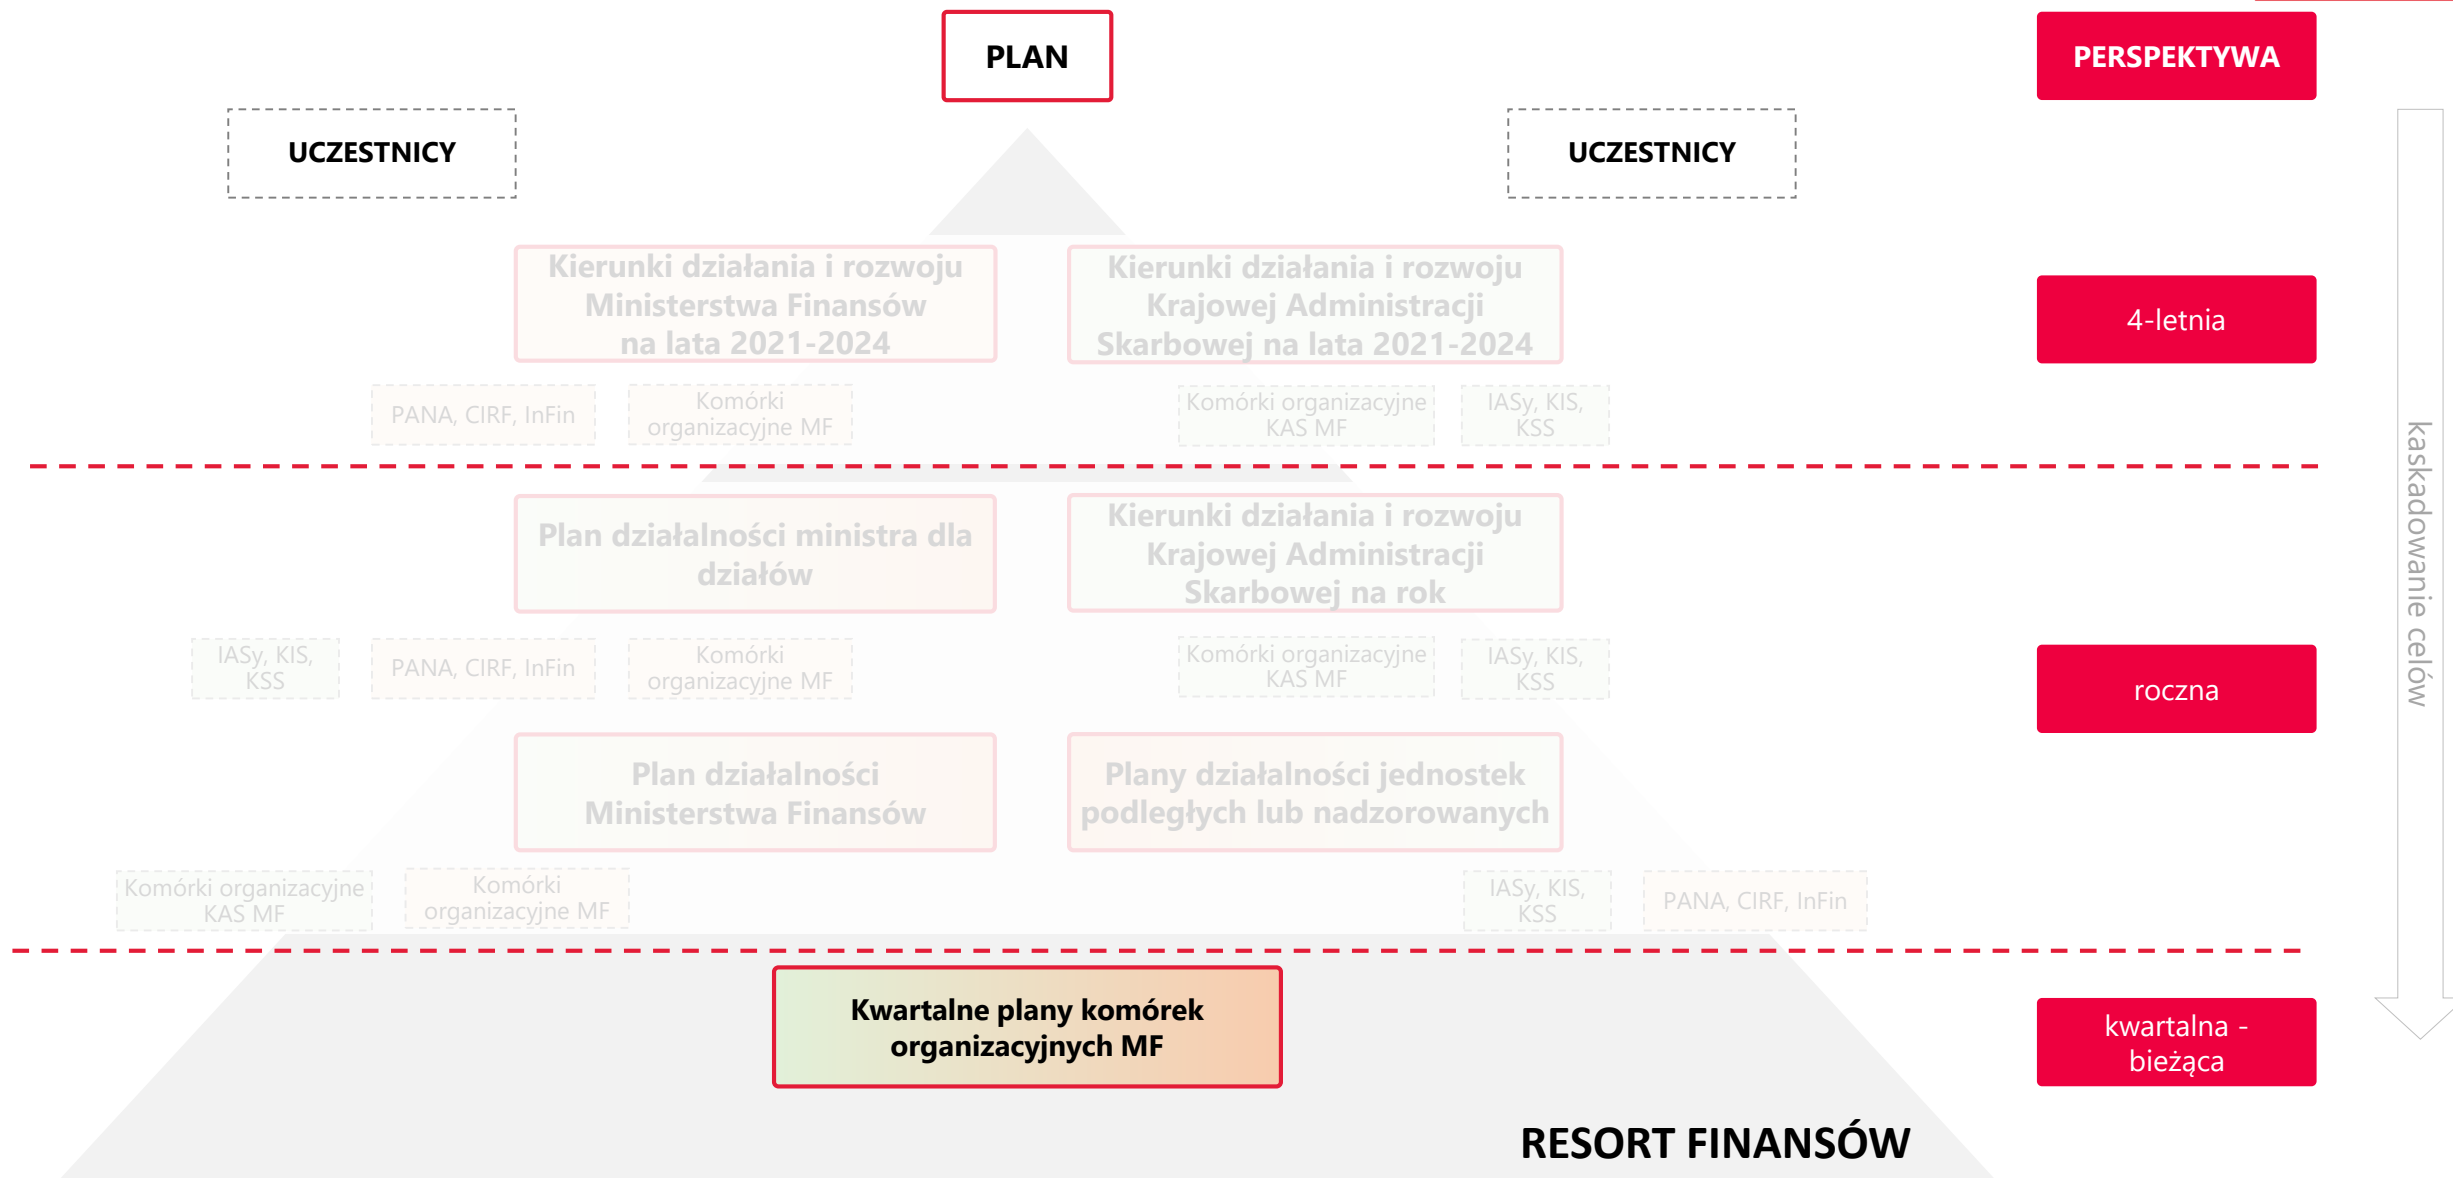 PLAN
PERSPEKTYWA
UCZESTNICY
UCZESTNICY
Kierunki działania i rozwoju
Ministerstwa Finansów
na lata 2021-2024
Kierunki działania i rozwoju
Krajowej Administracji
Skarbowej na lata 2021-2024
4-letnia
PANA, CIRF, InFin
Komórki
organizacyjne MF
Komórki organizacyjne
KAS MF
IASy, KIS,
KSS
kaskadowanie celów
Plan działalności ministra dla
działów
Kierunki działania i rozwoju
Krajowej Administracji
Skarbowej na rok
IASy, KIS,
KSS
PANA, CIRF, InFin
Komórki
organizacyjne MF
Komórki organizacyjne
KAS MF
IASy, KIS,
KSS
roczna
Plan działalności
Ministerstwa Finansów
Plany działalności jednostek
podległych lub nadzorowanych
Komórki organizacyjne
KAS MF
Komórki
organizacyjne MF
IASy, KIS,
KSS
PANA, CIRF, InFin
Kwartalne plany komórek
organizacyjnych MF
kwartalna -
bieżąca
RESORT FINANSÓW